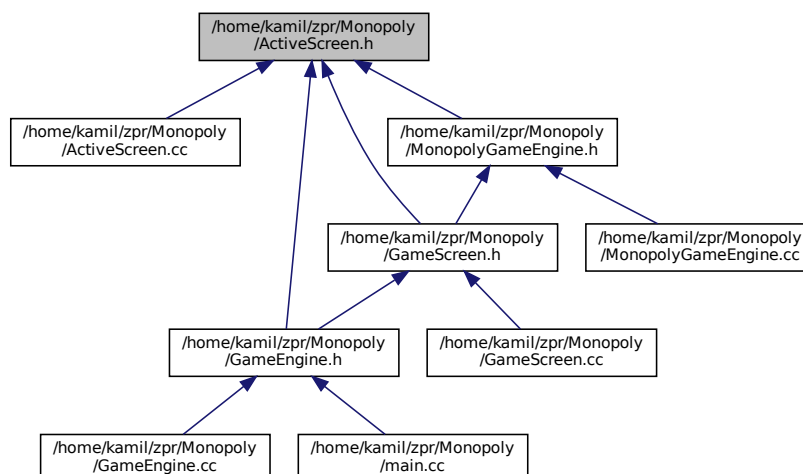 /home/kamil/zpr/Monopoly
/ActiveScreen.h
/home/kamil/zpr/Monopoly
/ActiveScreen.cc
/home/kamil/zpr/Monopoly
/MonopolyGameEngine.h
/home/kamil/zpr/Monopoly
/GameScreen.h
/home/kamil/zpr/Monopoly
/MonopolyGameEngine.cc
/home/kamil/zpr/Monopoly
/GameEngine.h
/home/kamil/zpr/Monopoly
/GameScreen.cc
/home/kamil/zpr/Monopoly
/GameEngine.cc
/home/kamil/zpr/Monopoly
/main.cc